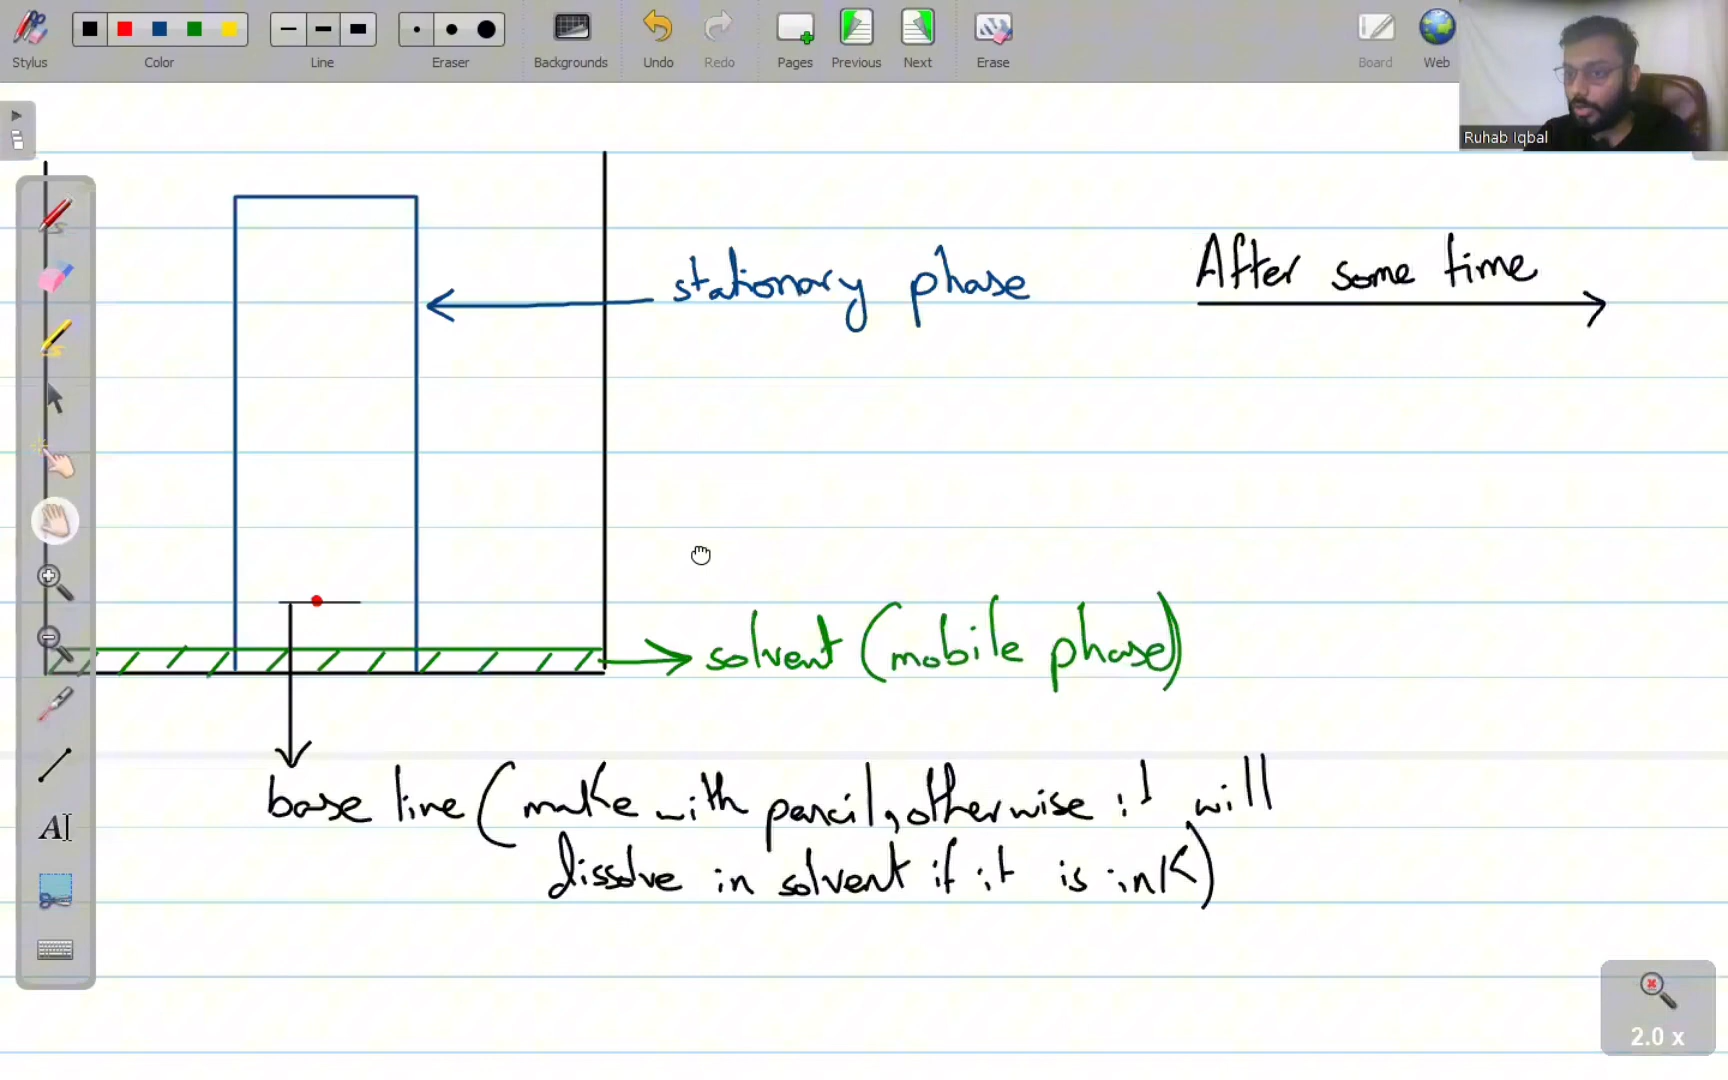 Stylus
Color
Line
Eraser
Backgrounds
Undo
Redo
Pages
Previous
Next
Erase
Board
Web
Ruhab Iqbal
stationary phase
After some time
solvent (mobile phase)
base line (make with pencil, otherwise it will
dissolve in solvent if it is ink)
A
2.0 x